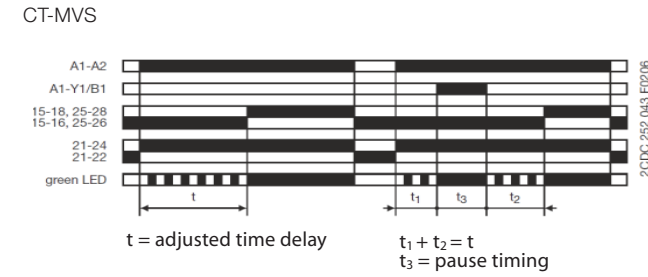 CT-MVS
A1-A2
A1-Y1/B1
15-18, 25-28
15-16, 25-26
21-24
21-22
green LED
t
t1
t3
t2
2CDC 252 043 F0206
t = adjusted time delay
t1 + t2 = t
t3 = pause timing